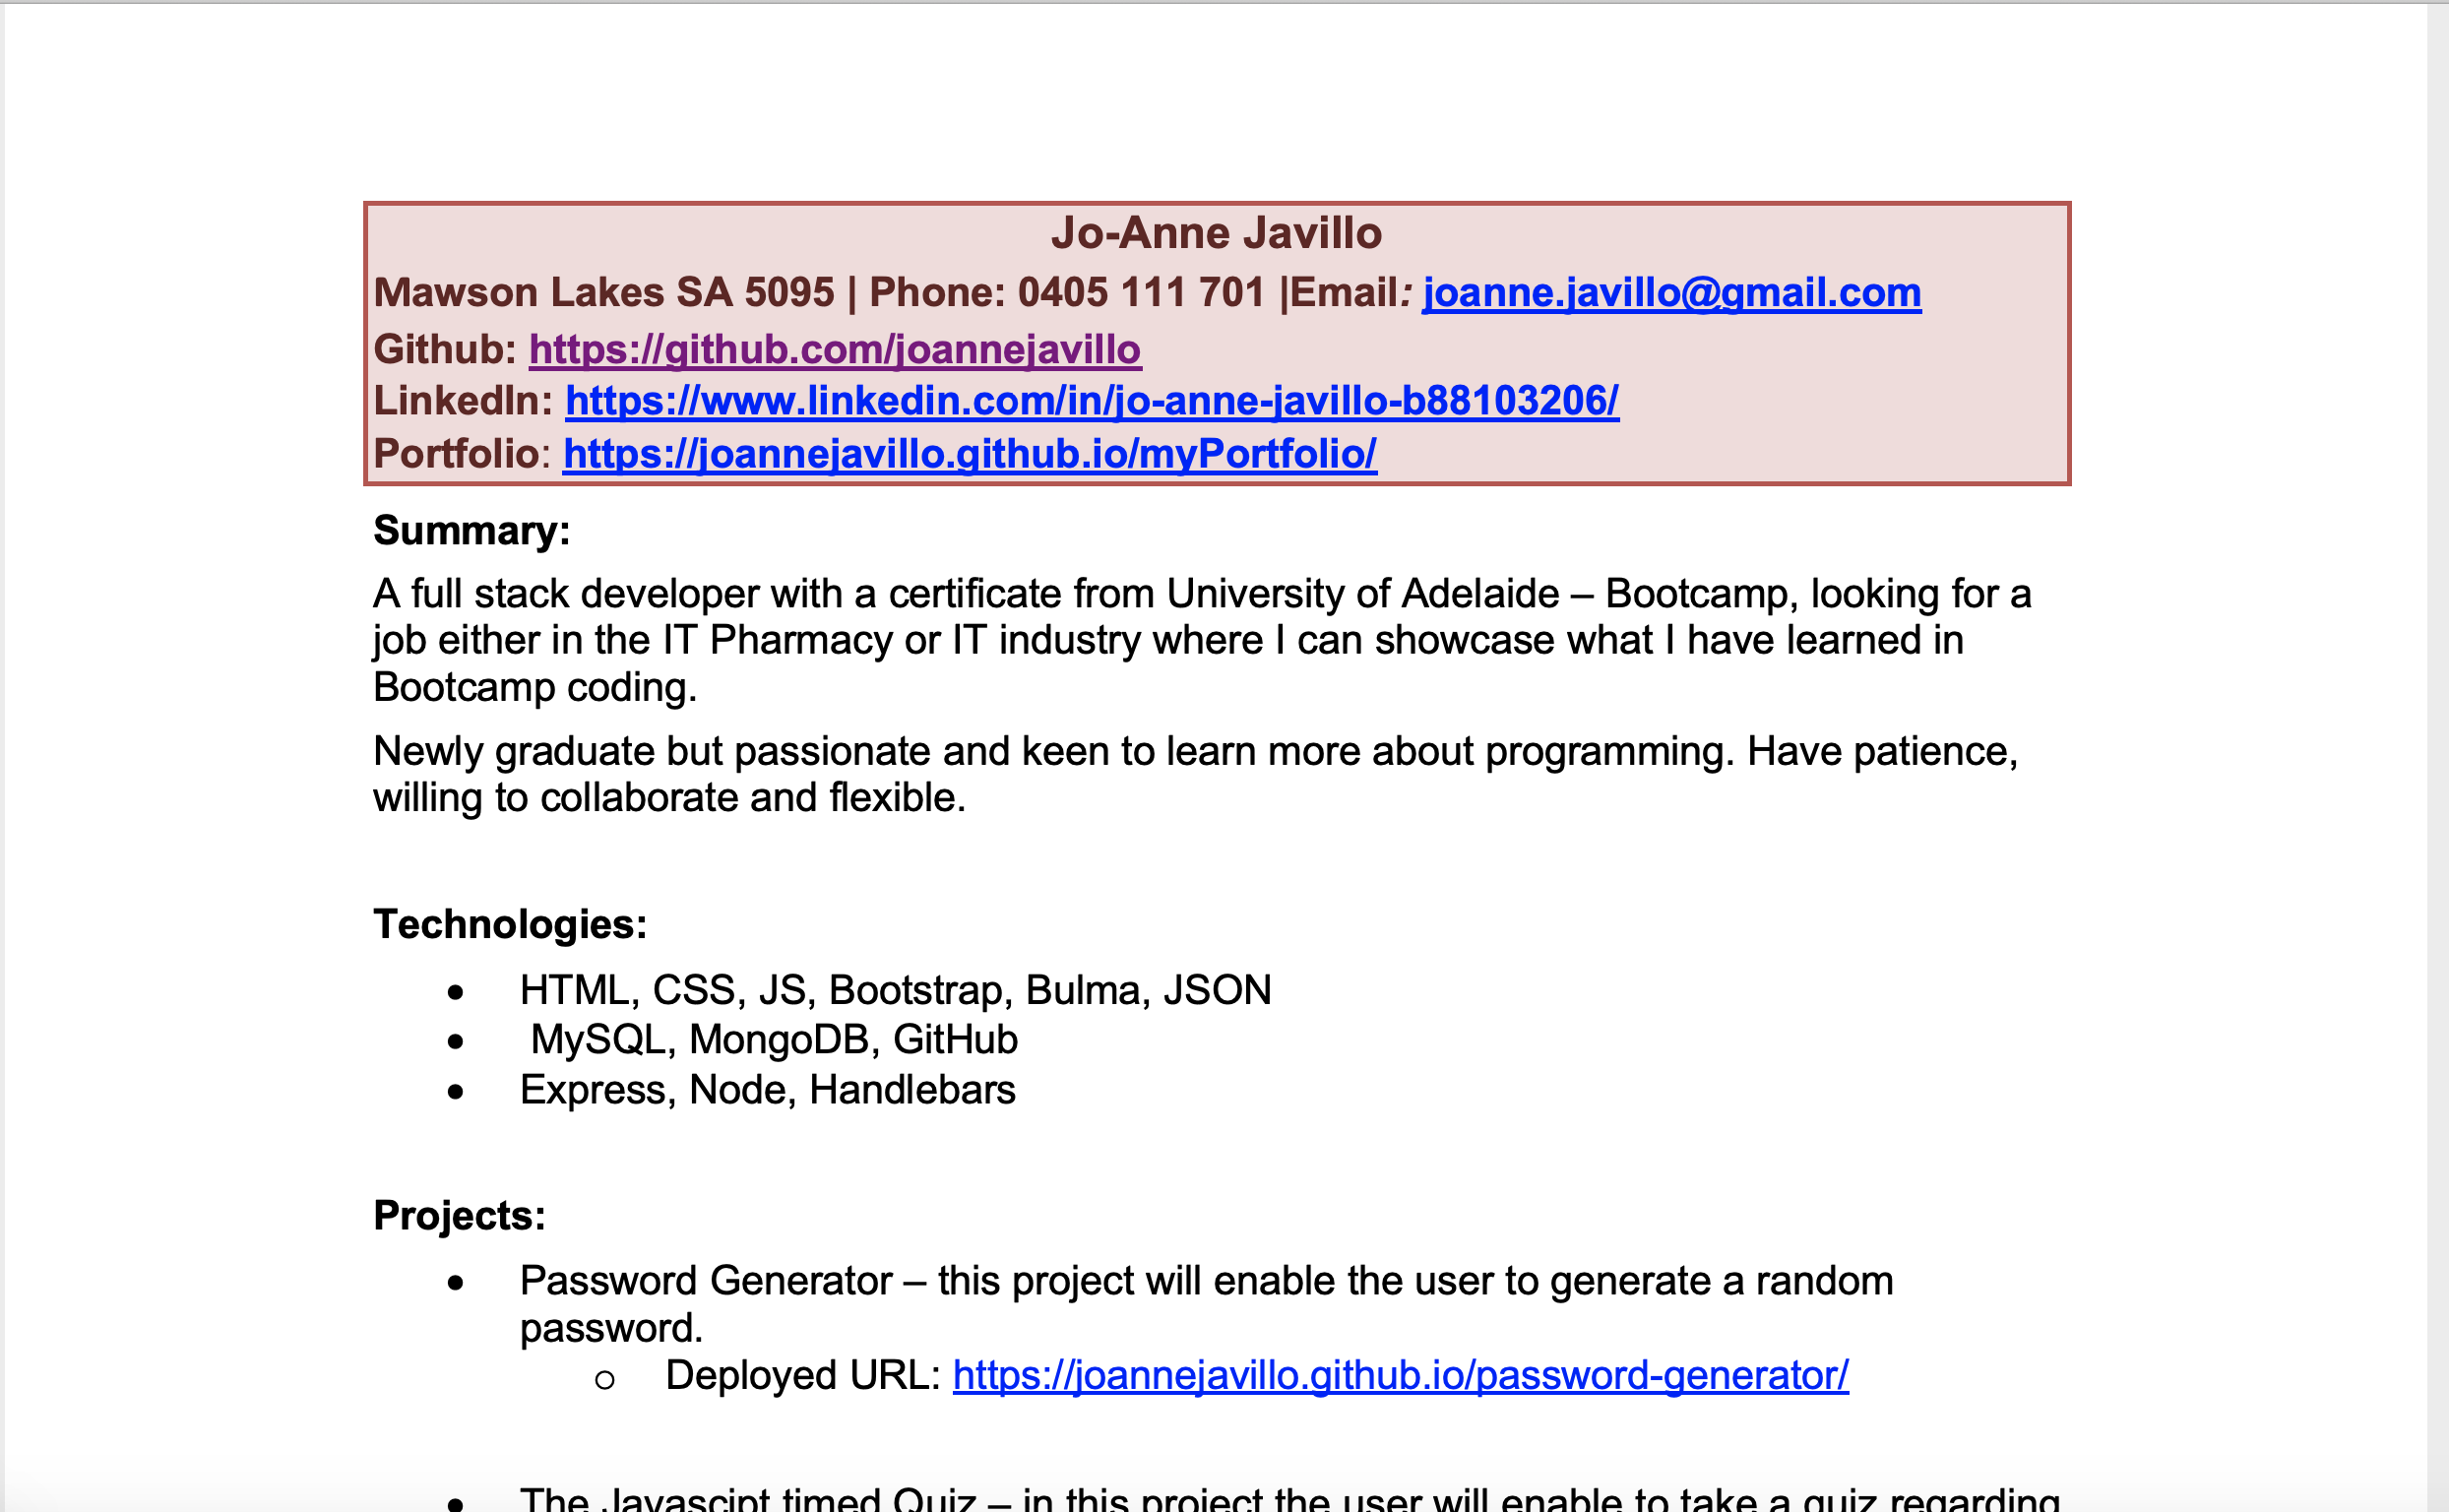 Jo-Anne Javillo
Mawson Lakes SA 5095 | Phone: 0405 111 701 |Email: joanne.javillo@gmail.com
Github: https://github.com/joannejavillo
LinkedIn: https://www.linkedin.com/in/jo-anne-javillo-b88103206/
Portfolio: https://joannejavillo.github.io/myPortfolio/
Summary:
A full stack developer with a certificate from University of Adelaide – Bootcamp, looking for a
job either in the IT Pharmacy or IT industry where I can showcase what I have learned in
Bootcamp coding.
Newly graduate but passionate and keen to learn more about programming. Have patience,
willing to collaborate and flexible.
Technologies:
• HTML, CSS, JS, Bootstrap, Bulma, JSON
• MySQL, MongoDB, GitHub
• Express, Node, Handlebars
Projects:
• Password Generator – this project will enable the user to generate a random
password.
o Deployed URL: https://joannejavillo.github.io/password-generator/
• The Javascipt timed Quiz – in this project the user will enable to take a quiz regarding